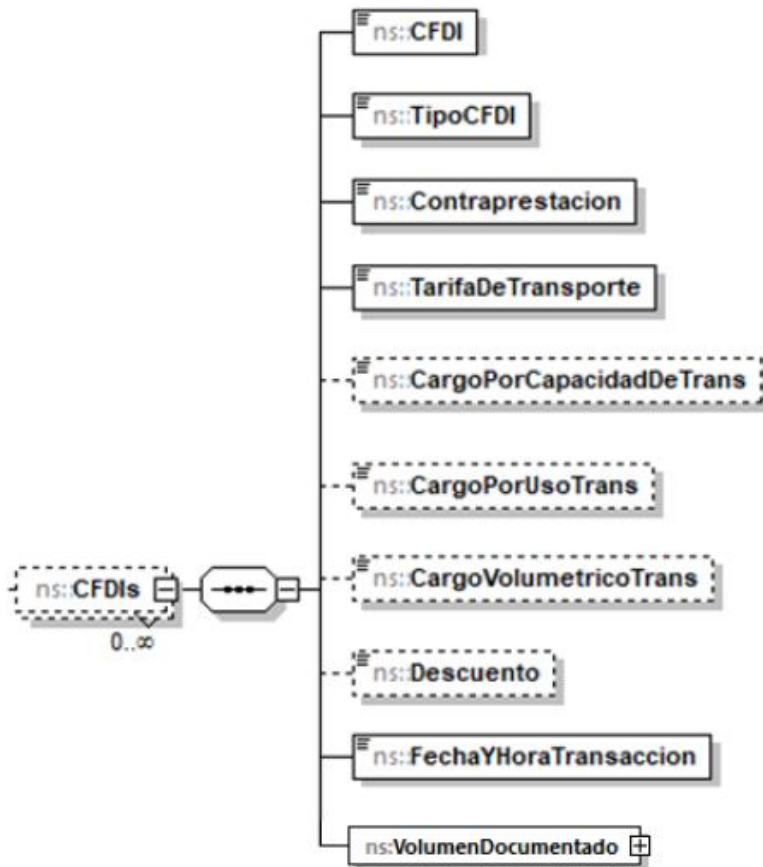 ns::CFDI
ns::TipoCFDI
ns::Contraprestacion
ns::TarifaDeTransporte
ns::CargoPorCapacidadDeTrans
ns::CargoPorUsoTrans
ns::CFDIs
0..∞
ns::CargoVolumetricoTrans
ns::Descuento
ns::FechaYHoraTransaccion
ns:VolumenDocumentado